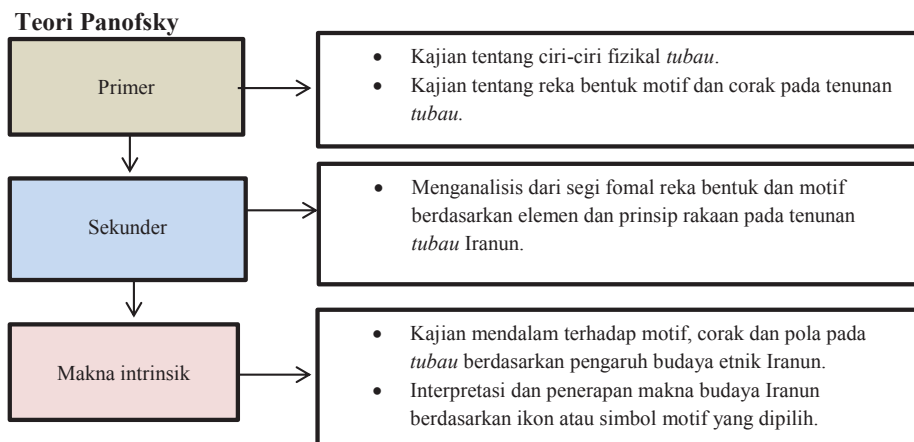 Teori Panofsky
Primer
• Kajian tentang ciri-ciri fizikal tubau.
• Kajian tentang reka bentuk motif dan corak pada tenunan
tubau.
Sekunder
• Menganalisis dari segi fomal reka bentuk dan motif
berdasarkan elemen dan prinsip rakaan pada tenunan
tubau Iranun.
Makna intrinsik
• Kajian mendalam terhadap motif, corak dan pola pada
tubau berdasarkan pengaruh budaya etnik Iranun.
• Interpretasi dan penerapan makna budaya Iranun
berdasarkan ikon atau simbol motif yang dipilih.